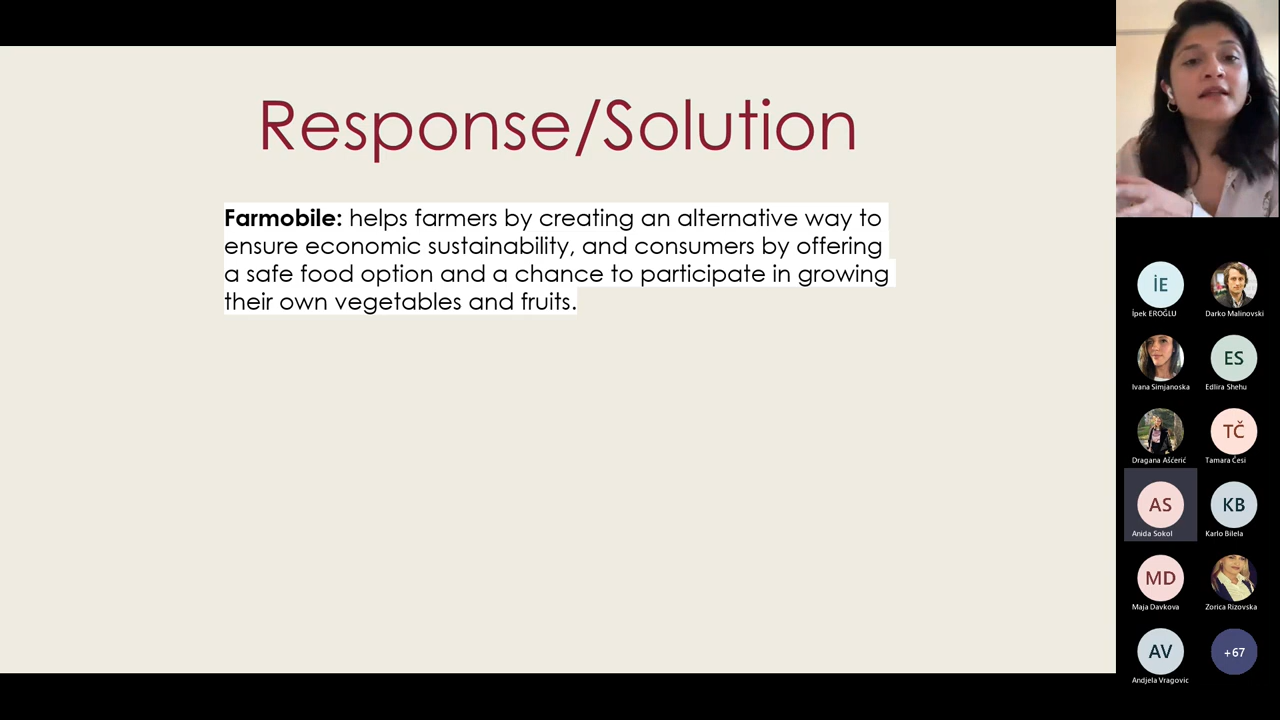 Response/Solution
Farmobile: helps farmers by creating an alternative way to
ensure economic sustainability, and consumers by offering
a safe food option and a chance to participate in growing
their own vegetables and fruits.
İE
İpek EROĞLU
Darko Malinovski
Ivana Simjanoska
ES
Edlira Shehu
Dragana Aščerić
TČ
Tamara Česi
AS
Anida Sokol
KB
Karlo Bilela
MD
Maja Davkova
Zorica Rizovska
AV
Andjela Vragovic
+67